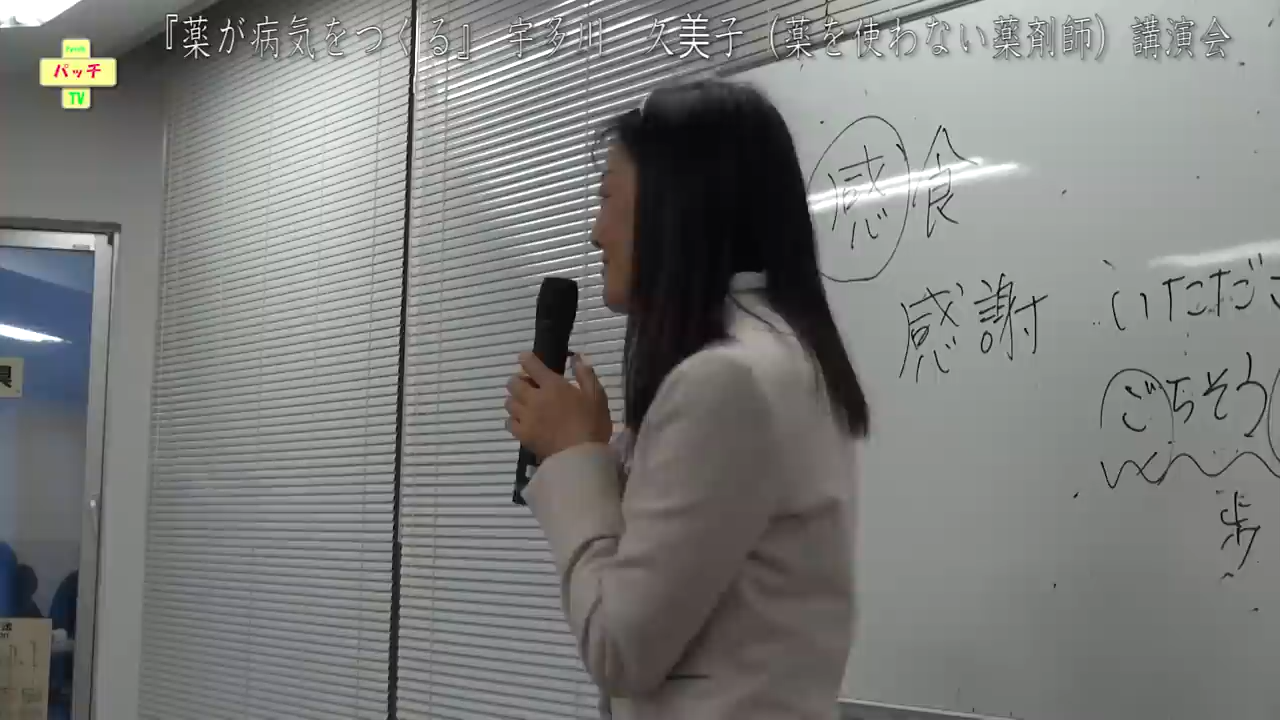 『薬が病気をつくる』 宇多川 久美子（薬を使わない薬剤師）講演会
パッチ
TV
感食
感謝
いただ
ごちそう
歩